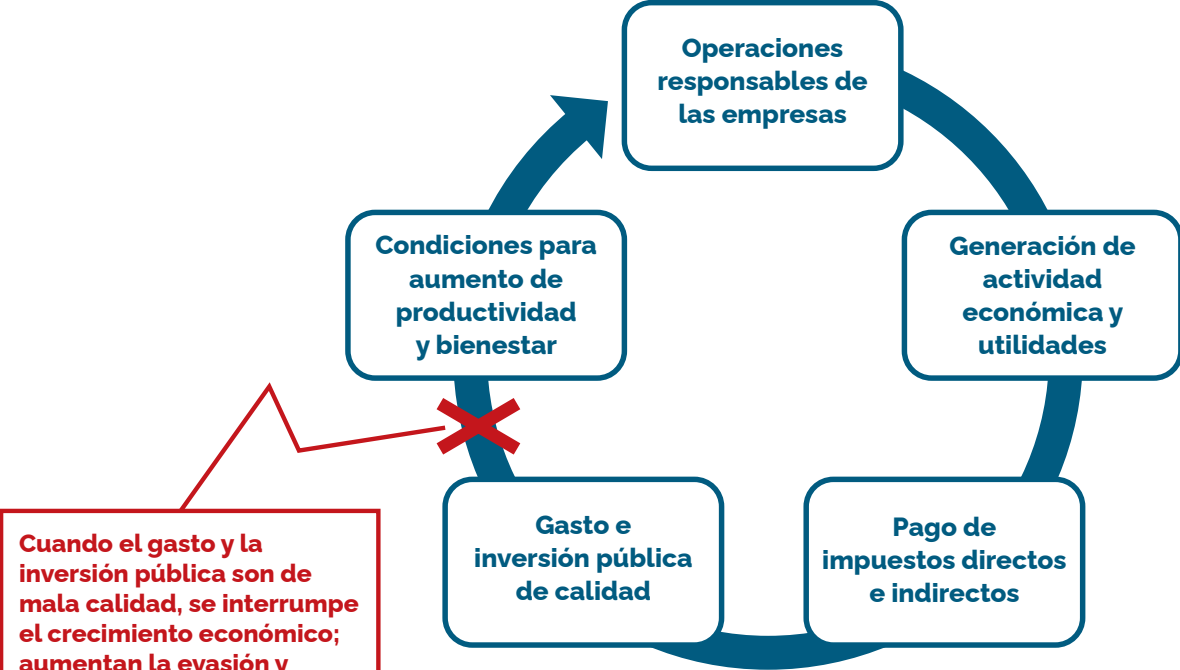 Operaciones
responsables de
las empresas
Generación de
actividad
económica y
utilidades
Pago de
impuestos directos
e indirectos
Gasto e
inversión pública
de calidad
Condiciones para
aumento de
productividad
y bienestar
Cuando el gasto y la
inversión pública son de
mala calidad, se interrumpe
el crecimiento económico;
aumentan la evasión y